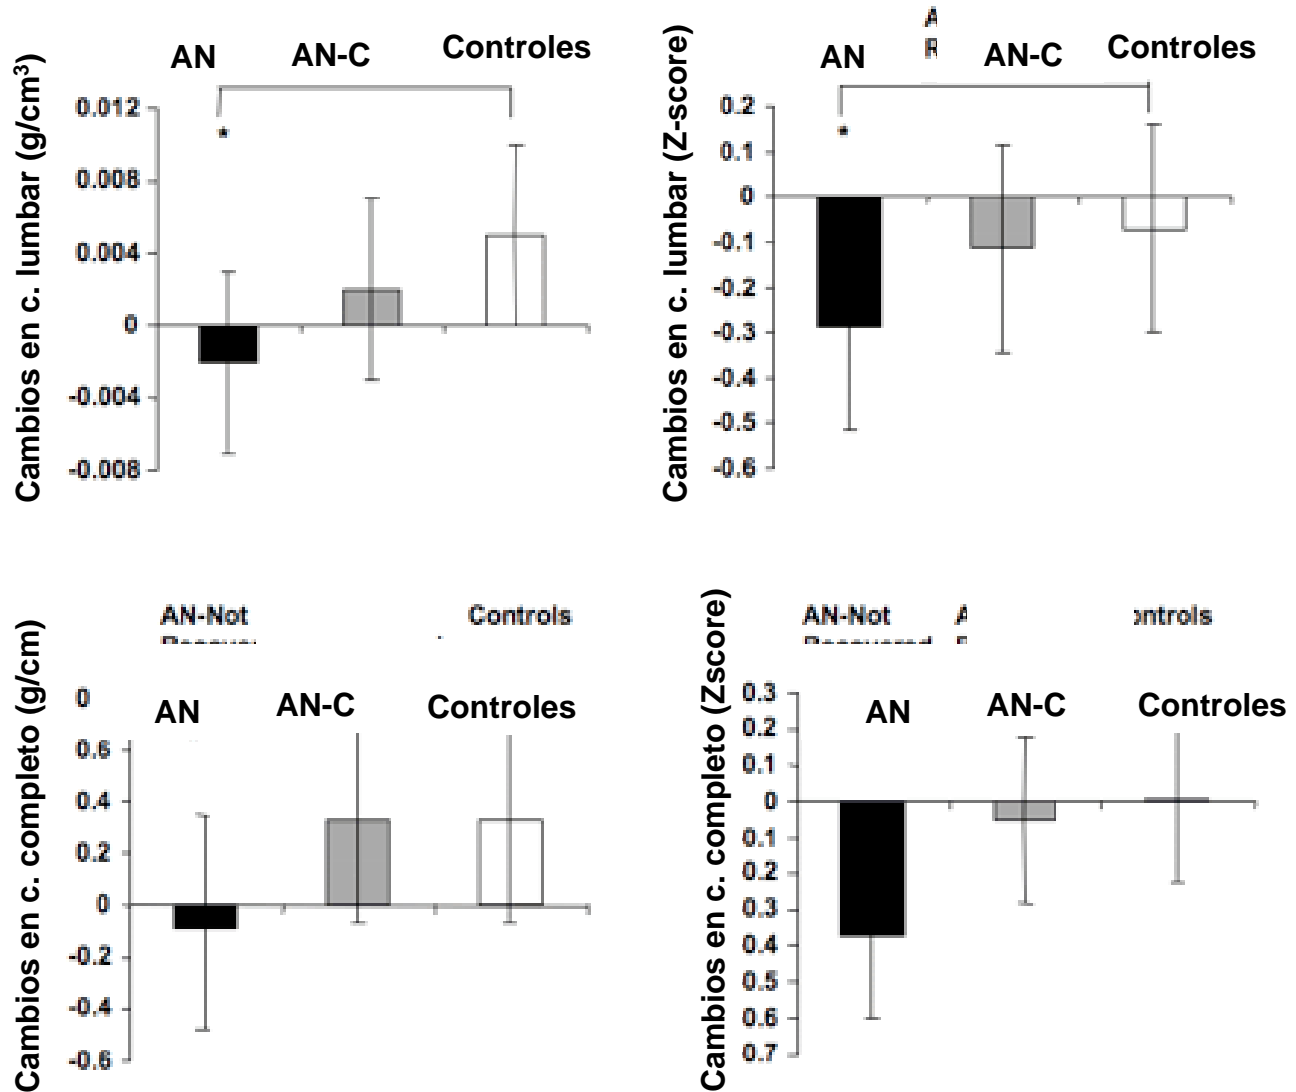 Cambios en c. lumbar (g/cm3)
AN
AN-C
Controles
0.012
*
0.008
0.004
0
-0.004
-0.008
Cambios en c. lumbar (Z-score)
A
R
AN
AN-C
Controles
0.2
*
0.1
0
-0.1
-0.2
-0.3
-0.4
-0.5
-0.6
Cambios en c. completo (g/cm)
AN-Not
Controls
0
AN
AN-C
Controles
0.6
0.4
0.2
0
-0.2
-0.4
-0.6
Cambios en c. completo (Zscore)
AN-Not
A
ontrols
Recovered
0.3
AN
AN-C
Controles
0.2
0.1
0
0.1
0.2
0.3
0.4
0.5
0.6
0.7